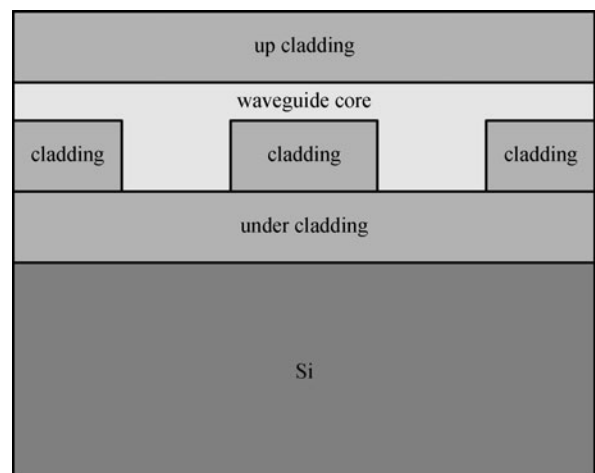 up cladding
waveguide core
cladding cladding cladding
under cladding
Si